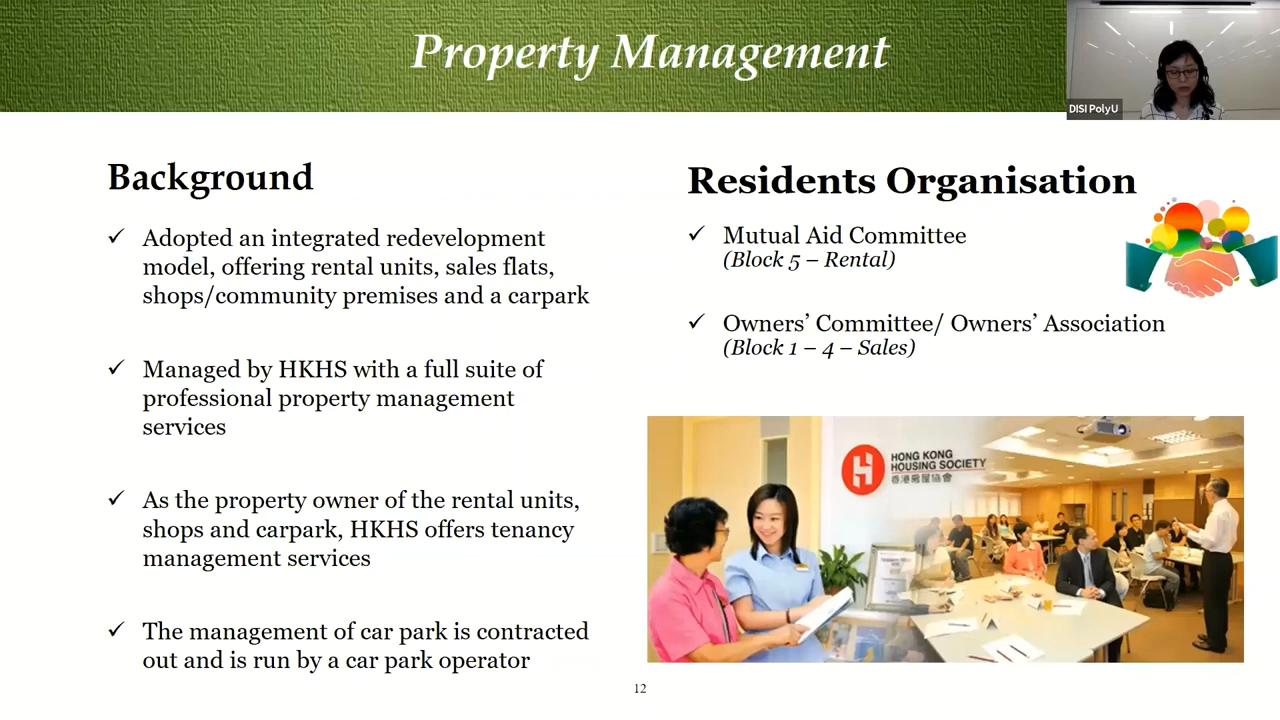 Property Management
DISI PolyU
Background
✓ Adopted an integrated redevelopment
model, offering rental units, sales flats,
shops/community premises and a carpark
✓ Managed by HKHS with a full suite of
professional property management
services
✓ As the property owner of the rental units,
shops and carpark, HKHS offers tenancy
management services
✓ The management of car park is contracted
out and is run by a car park operator
Residents Organisation
✓ Mutual Aid Committee
(Block 5 – Rental)
✓ Owners’ Committee/ Owners’ Association
(Block 1 – 4 – Sales)
HONG KONG
HOUSING SOCIETY
香港房屋協會
12